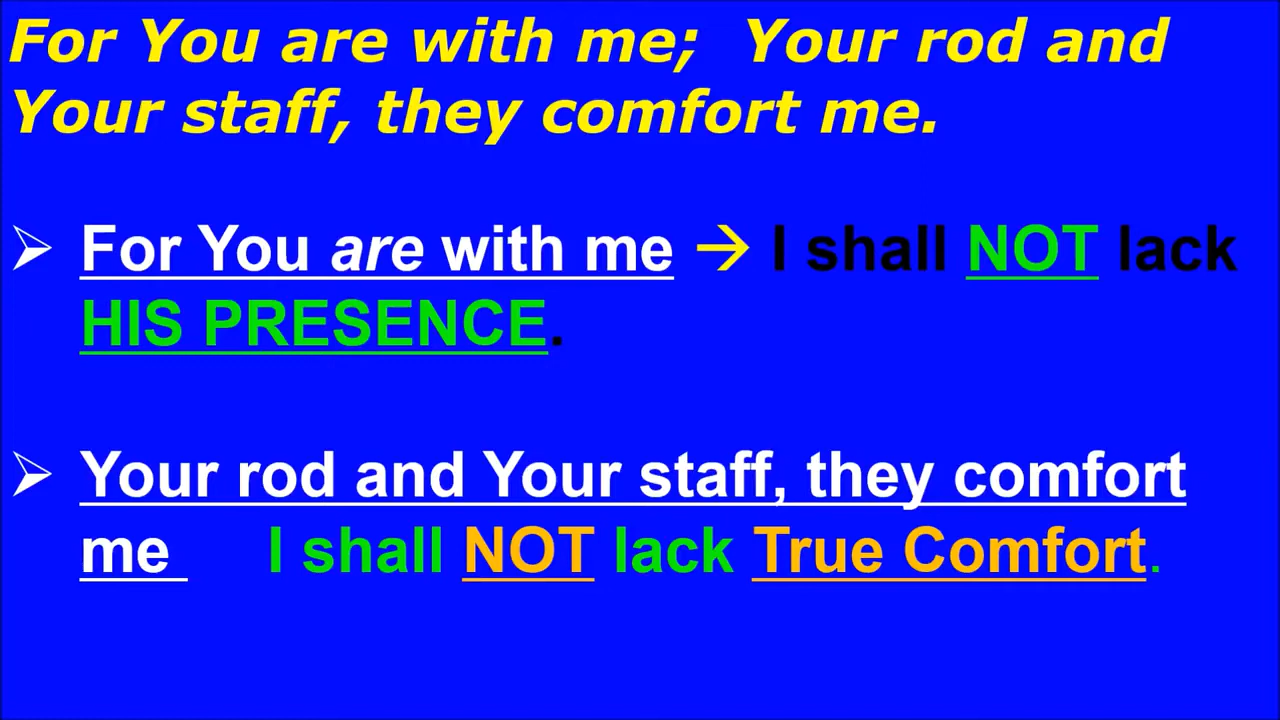 For You are with me; Your rod and
Your staff, they comfort me.
➢ For You are with me → I shall NOT lack
HIS PRESENCE.
➢ Your rod and Your staff, they comfort
me I shall NOT lack True Comfort.